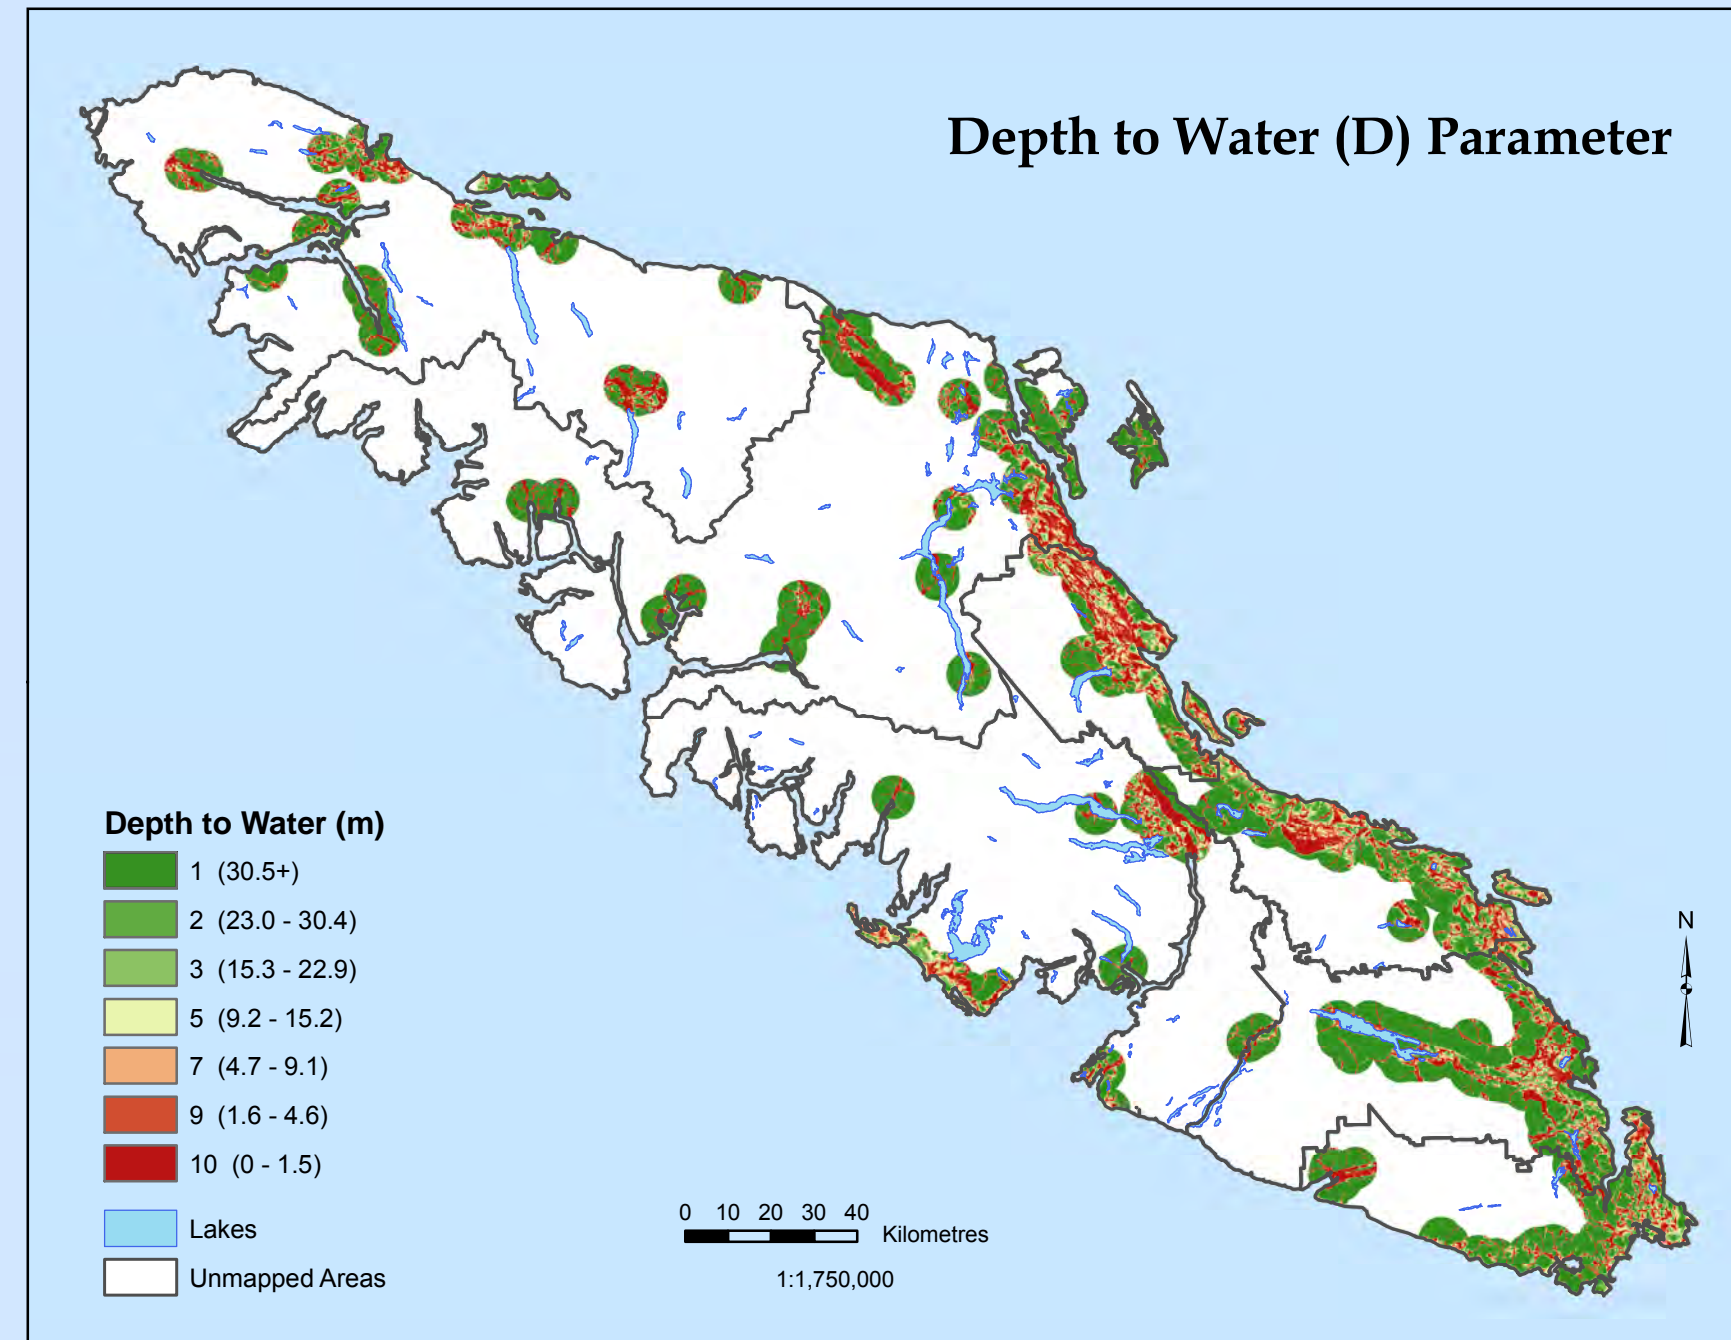 Depth to Water (D) Parameter
Depth to Water (m)
1 (30.5+)
2 (23.0 - 30.4)
3 (15.3 - 22.9)
5 (9.2 - 15.2)
7 (4.7 - 9.1)
9 (1.6 - 4.6)
10 (0 - 1.5)
Lakes
Unmapped Areas
0 10 20 30 40
Kilometres
1:1,750,000
N